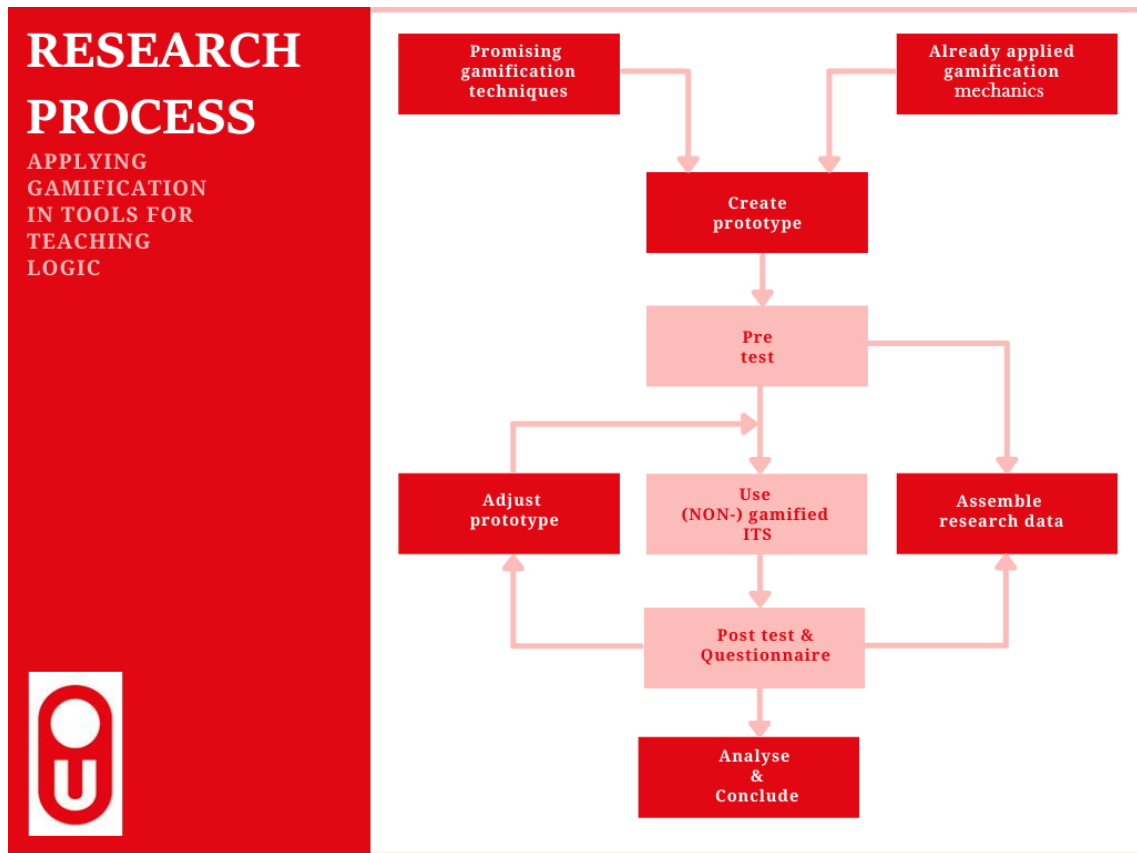 RESEARCH
PROCESS
APPLYING
GAMIFICATION
IN TOOLS FOR
TEACHING
LOGIC
Promising
gamification
techniques
Already applied
gamification
mechanics
Create
prototype
Pre
test
Adjust
prototype
Use
(NON-) gamified
ITS
Assemble
research data
Post test &
Questionnaire
Analyse
&
Conclude
U